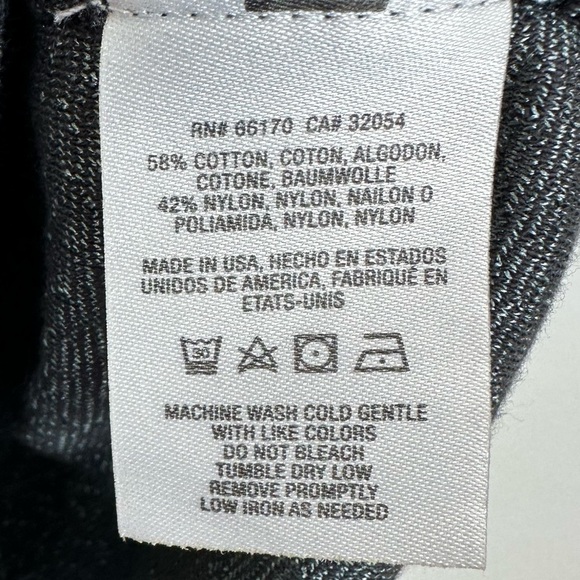 RN# 66170 CA# 32054
58% COTTON, COTON, ALGODON,
COTONE, BAUMWOLLE
42% NYLON, NYLON, NAILON O
POLIAMIDA, NYLON, NYLON
MADE IN USA, HECHO EN ESTADOS
UNIDOS DE AMERICA, FABRIQUÉ EN
ETATS-UNIS
30
MACHINE WASH COLD GENTLE
WITH LIKE COLORS
DO NOT BLEACH
TUMBLE DRY LOW
REMOVE PROMPTLY
LOW IRON AS NEEDED